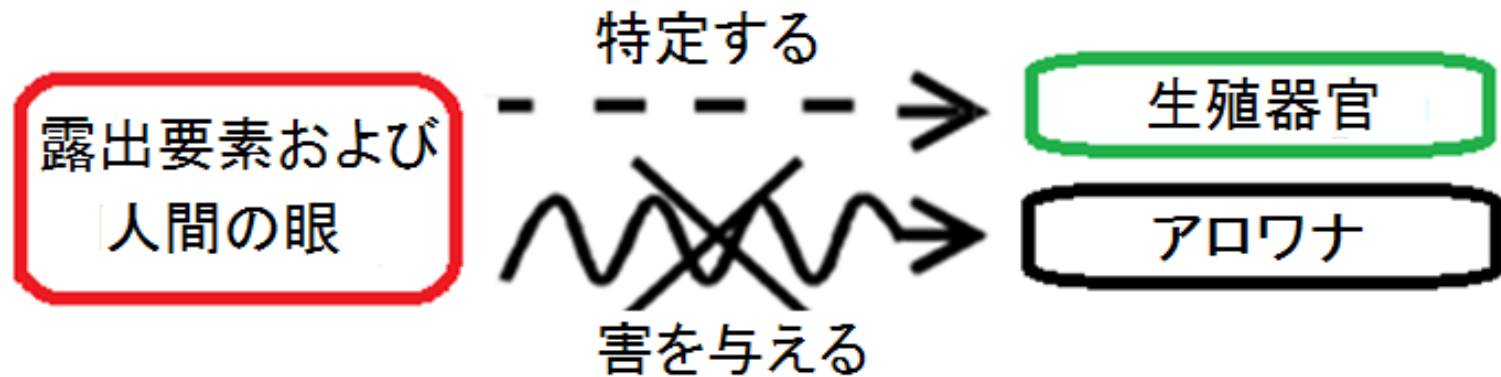 特定する
露出要素および
人間の眼
生殖器官
アロワナ
害を与える